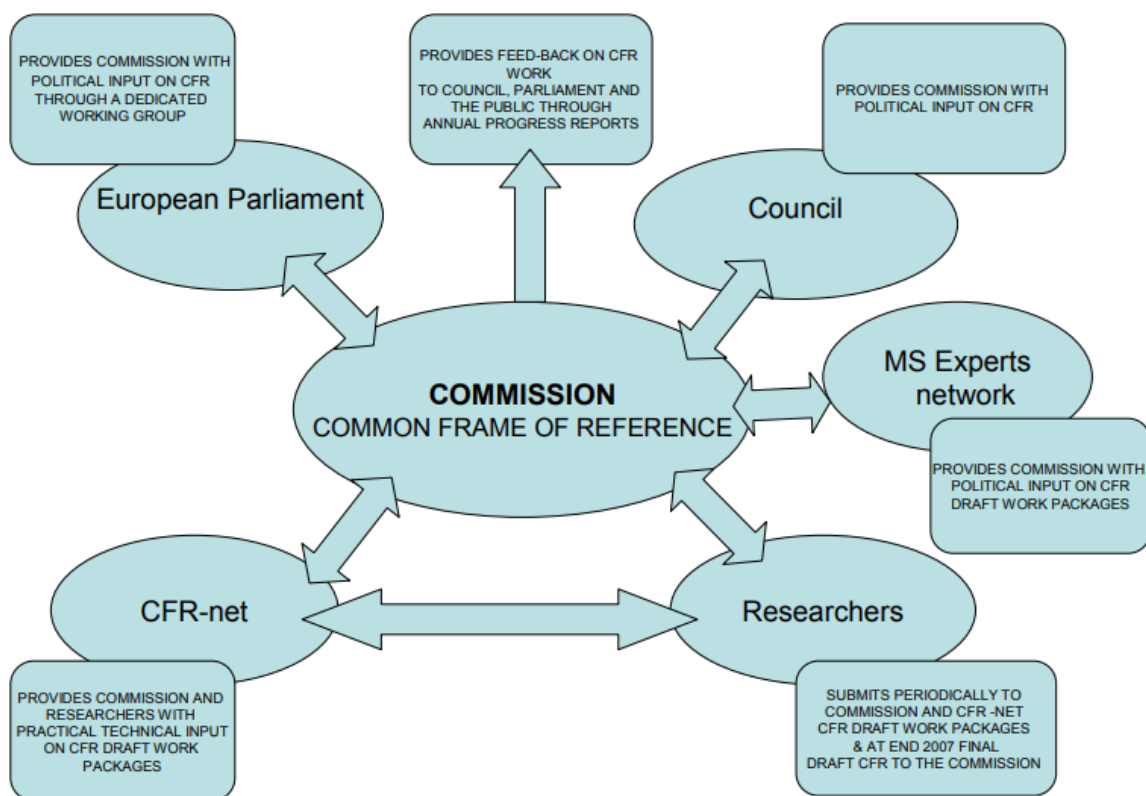 PROVIDES COMMISSION WITH
POLITICAL INPUT ON CFR
THROUGH A DEDICATED
WORKING GROUP
PROVIDES FEED-BACK ON CFR
WORK
TO COUNCIL, PARLIAMENT AND
THE PUBLIC THROUGH
ANNUAL PROGRESS REPORTS
PROVIDES COMMISSION WITH
POLITICAL INPUT ON CFR
European Parliament
Council
MS Experts
network
COMMISSION
COMMON FRAME OF REFERENCE
PROVIDES COMMISSION WITH
POLITICAL INPUT ON CFR
DRAFT WORK PACKAGES
CFR-net
Researchers
PROVIDES COMMISSION AND
RESEARCHERS WITH
PRACTICAL TECHNICAL INPUT
ON CFR DRAFT WORK
PACKAGES
SUBMITS PERIODICALLY TO
COMMISSION AND CFR -NET
CFR DRAFT WORK PACKAGES
& AT END 2007 FINAL
DRAFT CFR TO THE COMMISSION